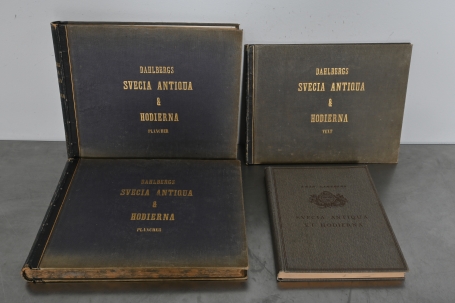 DAHLBERGS
SVECIA ANTIQUA
&
HODIERNA
PLANCHER
DAHLBERGS
SVECIA ANTIQUA
&
HODIERNA
TEXT
DAHLBERGS
SVECIA ANTIQUA
&
HODIERNA
PLANCHER
SVECIA ANTIQUA
ET HODIERNA